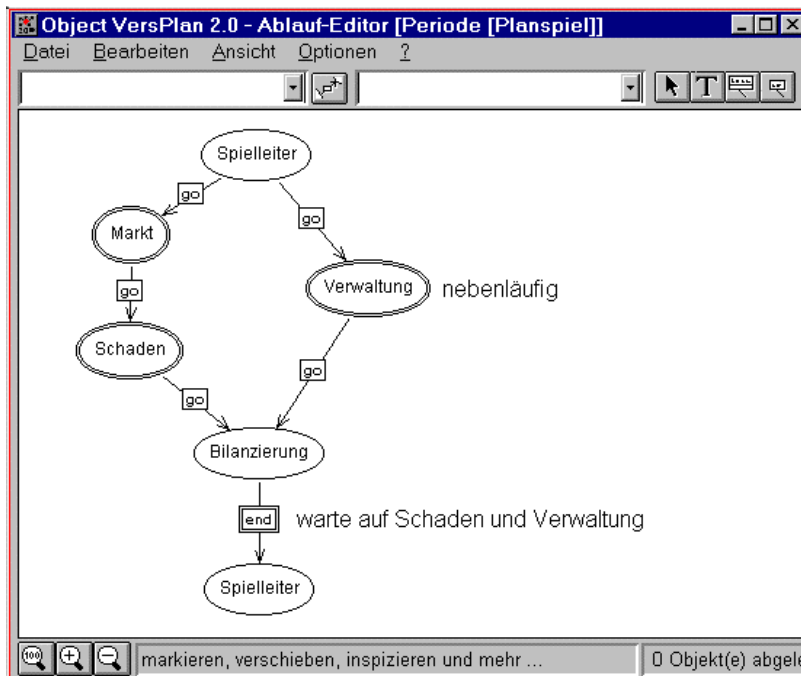 Object VersPlan 2.0 - Ablauf-Editor [Periode [Planspiel]]
Datei Bearbeiten Ansicht Optionen ?
T
Spielleiter
go
go
Markt
Verwaltung nebenläufig
go
Schaden
go
go
Bilanzierung
end warte auf Schaden und Verwaltung
Spielleiter
100 markieren, verschieben, inspizieren und mehr ... 0 Objekt(e) abgele